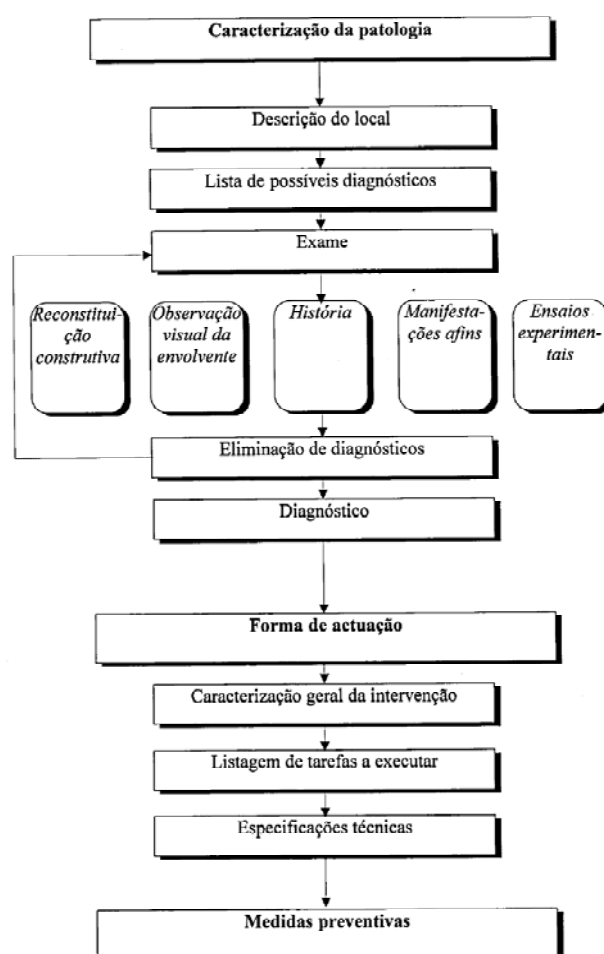 Caracterização da patologia
Descrição do local
Lista de possíveis diagnósticos
Exame
Reconstitui-
ção
construtiva
Observação
visual da
envolvente
História
Manifesta-
ções afins
Ensaios
experimen-
tais
Eliminação de diagnósticos
Diagnóstico
Forma de actuação
Caracterização geral da intervenção
Listagem de tarefas a executar
Especificações técnicas
Medidas preventivas